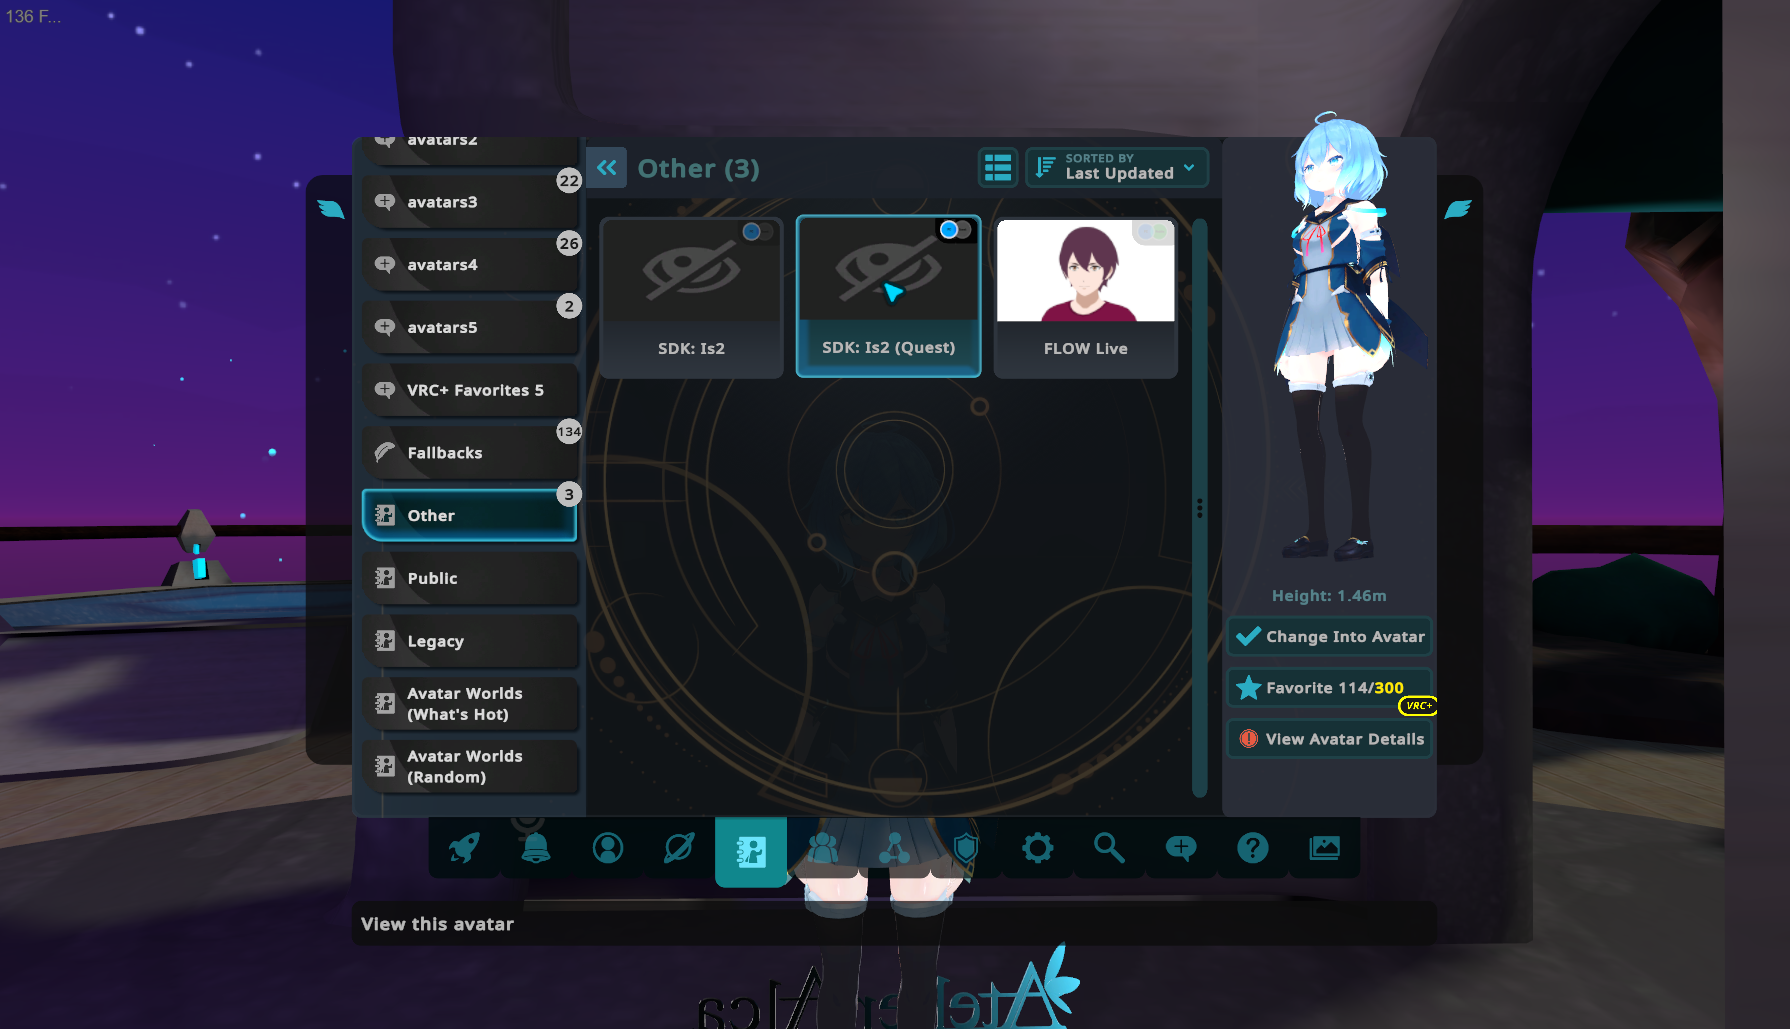 136 F...
avatars2
22
avatars3
26
avatars4
2
avatars5
VRC+ Favorites 5
134
Fallbacks
3
Other
Public
Legacy
Avatar Worlds
(What's Hot)
Avatar Worlds
(Random)
Other (3)
SORTED BY
Last Updated
SDK: Is2
SDK: Is2 (Quest)
FLOW Live
Height: 1.46m
Change Into Avatar
Favorite 114/300
VRC+
View Avatar Details
View this avatar